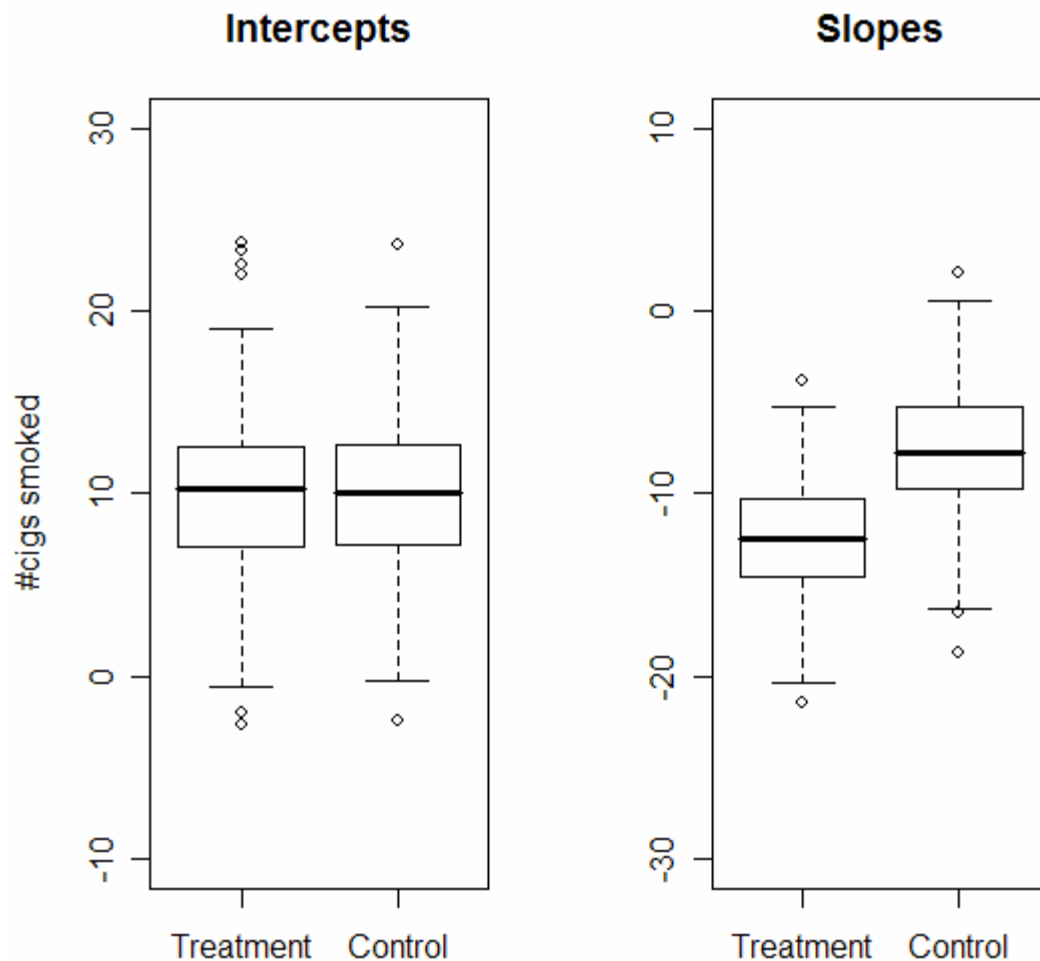 Intercepts
#cigs smoked
30
20
10
0
-10
Treatment Control
Slopes
10
0
-10
-20
-30
Treatment Control